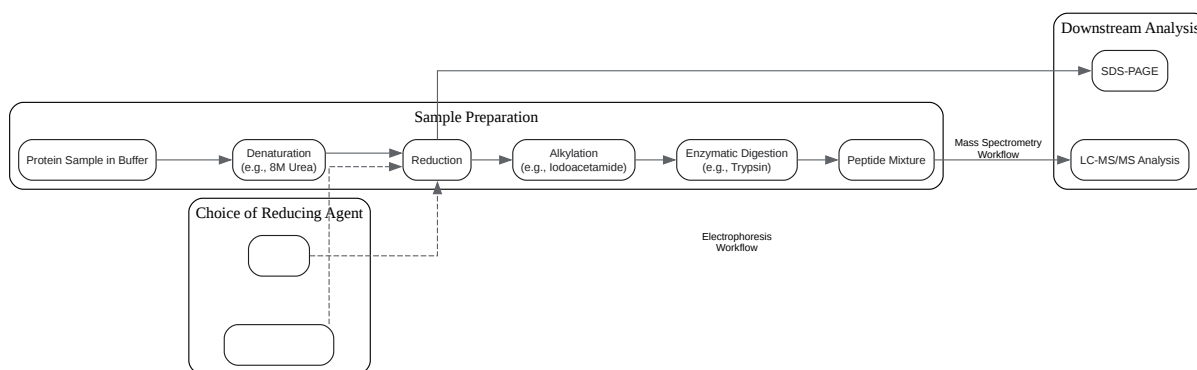 Downstream Analysis
SDS-PAGE
Sample Preparation
Protein Sample in Buffer
Denaturation
(e.g., 8M Urea)
Reduction
Alkylation
(e.g., Iodoacetamide)
Enzymatic Digestion
(e.g., Trypsin)
Peptide Mixture
Mass Spectrometry
Workflow
LC-MS/MS Analysis
Choice of Reducing Agent
Electrophoresis
Workflow